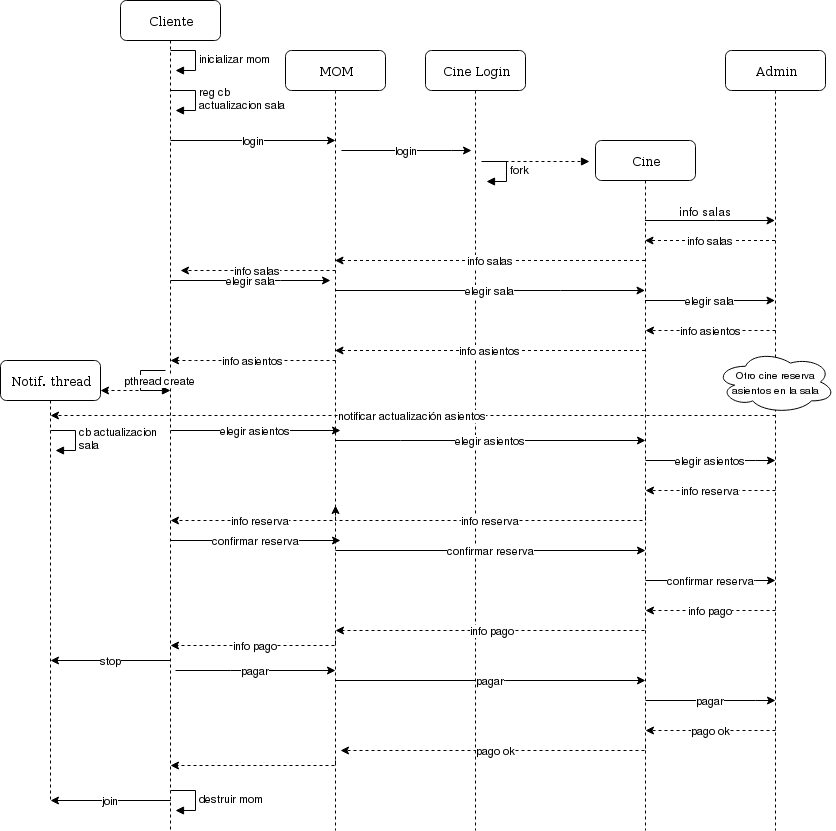 Cliente
inicializar mom
MOM
Cine Login
Admin
reg cb
actualizacion sala
login
login
fork
Cine
info salas
info salas
info salas
info salas
elegir sala
elegir sala
elegir sala
info asientos
info asientos
info asientos
Notif. thread
pthread create
Otro cine reserva
asientos en la sala
notificar actualización asientos
cb actualizacion
sala
elegir asientos
elegir asientos
elegir asientos
info reserva
info reserva
info reserva
confirmar reserva
confirmar reserva
confirmar reserva
info pago
info pago
info pago
stop
pagar
pagar
pagar
pago ok
pago ok
join
destruir mom